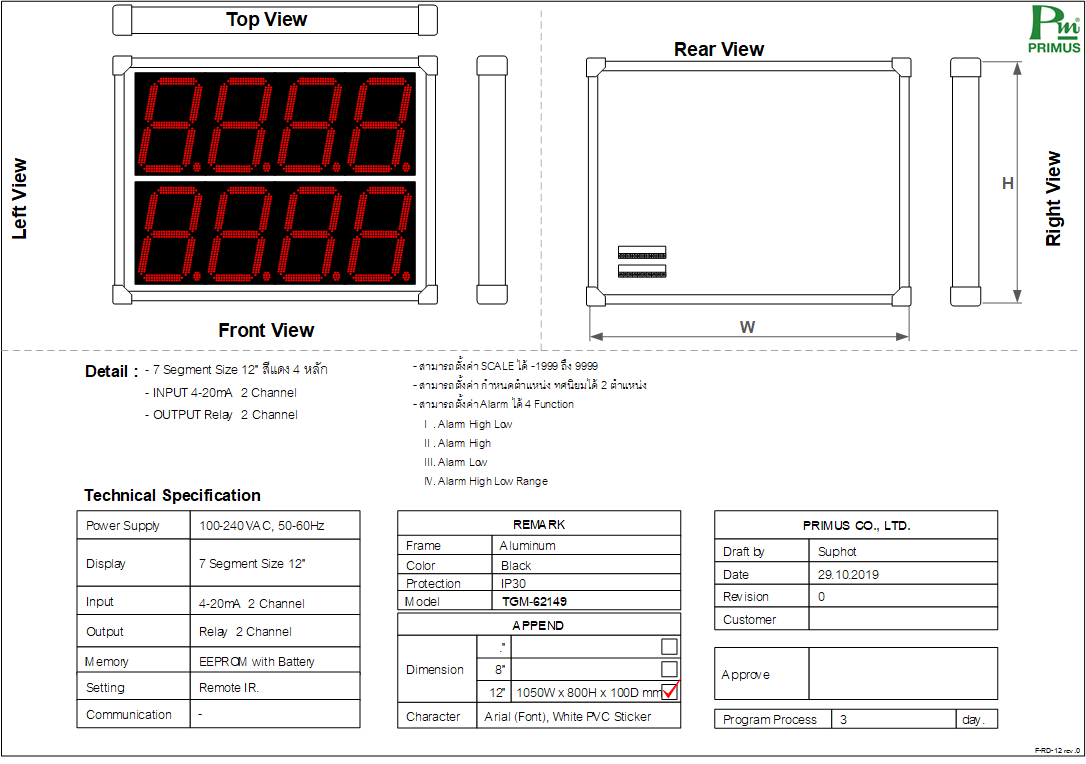 Top View
Pm
PRIMUS
Rear View
Left View
H
Right View
W
Front View
Detail : - 7 Segment Size 12" สีแดง 4 หลัก
- INPUT 4-20mA 2 Channel
- OUTPUT Relay 2 Channel
- สามารถตั้งค่า SCALE ได้ -1999 ถึง 9999
- สามารถตั้งค่า กำหนดตำแหน่ง ทศนิยมได้ 2 ตำแหน่ง
- สามารถตั้งค่า Alarm ได้ 4 Function
I . Alarm High Low
II . Alarm High
III. Alarm Low
IV. Alarm High Low Range
Technical Specification
Power Supply 100-240VAC, 50-60Hz
Display 7 Segment Size 12"
Input 4-20mA 2 Channel
Output Relay 2 Channel
Memory EEPROM with Battery
Setting Remote IR.
Communication -
REMARK
Frame Aluminum
Color Black
Protection IP30
Model TGM-62149
APPEND
Dimension
."
8"
12" 1050W x 800H x 100D mm
Character Arial (Font), White PVC Sticker
PRIMUS CO., LTD.
Draft by Suphot
Date 29.10.2019
Revision 0
Customer
Approve
Program Process 3 day.
F-RD-12 rev.0